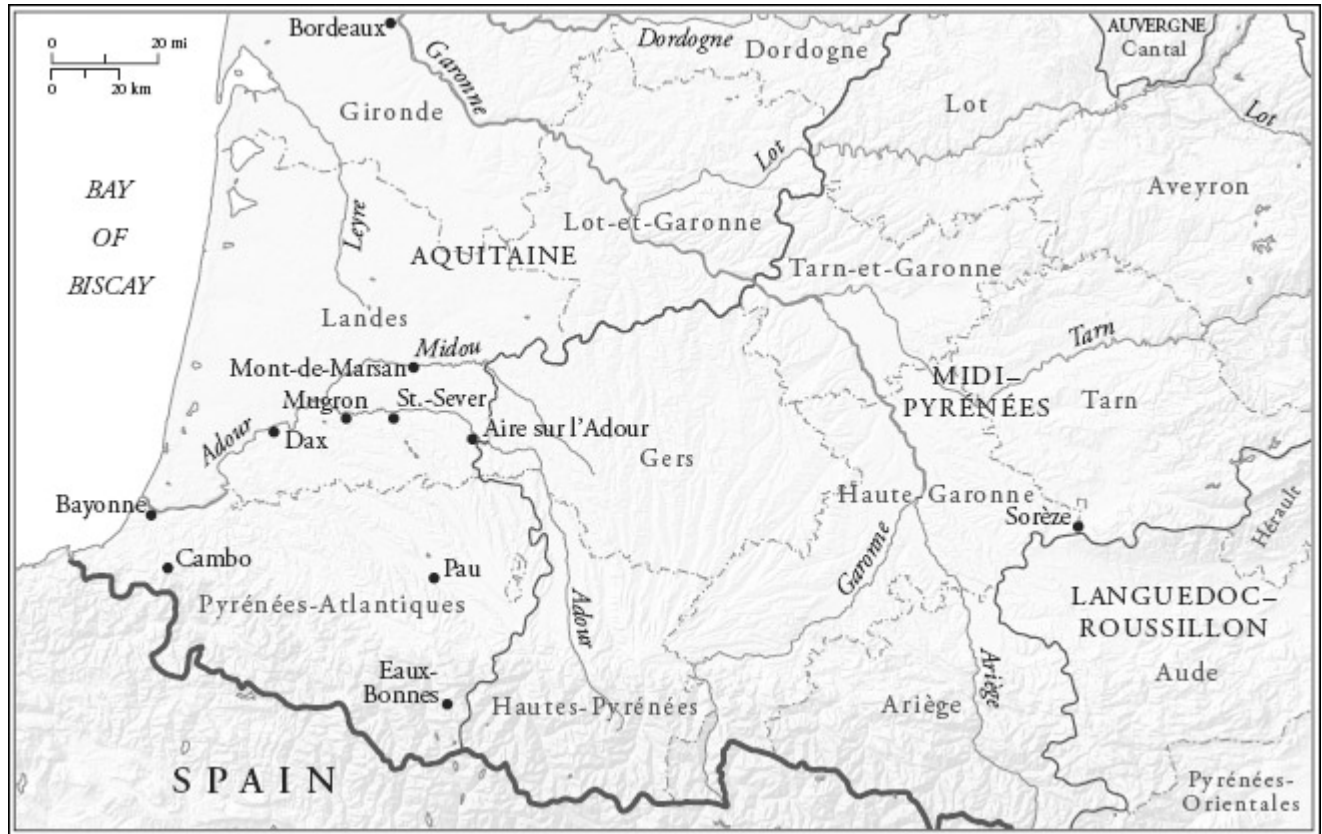 0 20 mi
0 20 km
Bordeaux
Garonne
Dordogne
Dordogne
AUVERGNE
Cantal
Gironde
Lot
Lot
Lot
BAY
OF
BISCAY
Leyre
Lot-et-Garonne
Aveyron
AQUITAINE
Tarn-et-Garonne
Landes
Midou
Tarn
Mont-de-Marsan
MIDI–
PYRÉNÉES
Mugron
St.-Sever
Tarn
Adour
Dax
Aire sur l'Adour
Gers
Bayonne
Haute-Garonne
Sorèze
Hérault
Cambo
Pau
Garonne
Pyrénées-Atlantiques
Adour
LANGUEDOC–
ROUSSILLON
Eaux-
Bonnes
Hautes-Pyrénées
Ariège
Ariège
Aude
SPAIN
Pyrénées-
Orientales